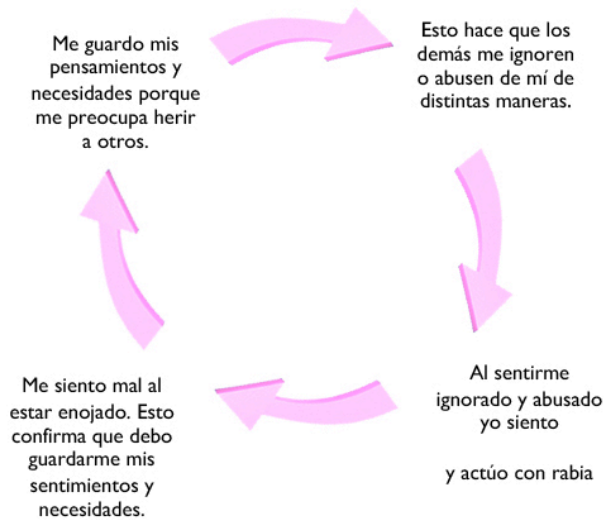 Me guardo mis
pensamientos y
necesidades porque
me preocupa herir
a otros.
Esto hace que los
demás me ignoren
o abusen de mí de
distintas maneras.
Al sentirme
ignorado y abusado
yo siento
y actúo con rabia
Me siento mal al
estar enojado. Esto
confirma que debo
guardarme mis
sentimientos y
necesidades.